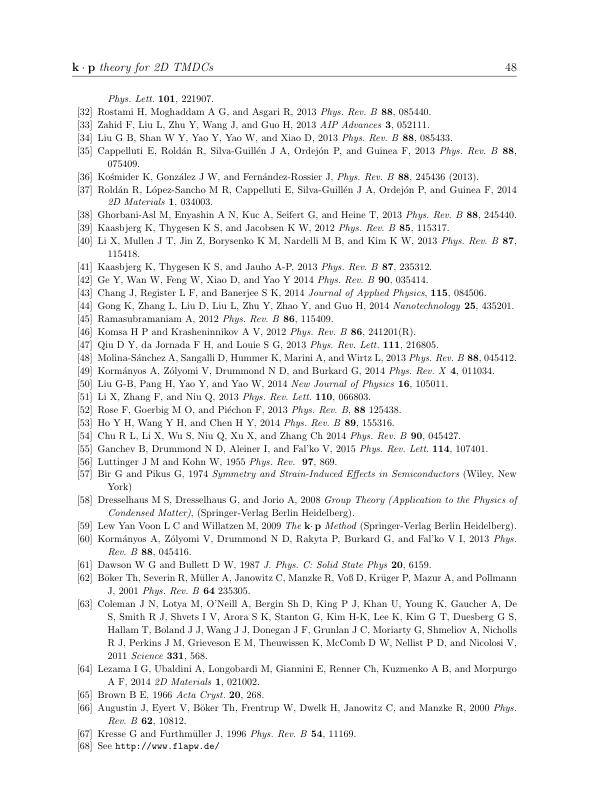 k · p theory for 2D TMDCs 48
Phys. Lett. 101, 221907.
[32] Rostami H, Moghaddam A G, and Asgari R, 2013 Phys. Rev. B 88, 085440.
[33] Zahid F, Liu L, Zhu Y, Wang J, and Guo H, 2013 AIP Advances 3, 052111.
[34] Liu G B, Shan W Y, Yao Y, Yao W, and Xiao D, 2013 Phys. Rev. B 88, 085433.
[35] Cappelluti E, Roldán R, Silva-Guillén J A, Ordejón P, and Guinea F, 2013 Phys. Rev. B 88,
075409.
[36] Kośmider K, González J W, and Fernández-Rossier J, Phys. Rev. B 88, 245436 (2013).
[37] Roldán R, López-Sancho M R, Cappelluti E, Silva-Guillén J A, Ordejón P, and Guinea F, 2014
2D Materials 1, 034003.
[38] Ghorbani-Asl M, Enyashin A N, Kuc A, Seifert G, and Heine T, 2013 Phys. Rev. B 88, 245440.
[39] Kaasbjerg K, Thygesen K S, and Jacobsen K W, 2012 Phys. Rev. B 85, 115317.
[40] Li X, Mullen J T, Jin Z, Borysenko K M, Nardelli M B, and Kim K W, 2013 Phys. Rev. B 87,
115418.
[41] Kaasbjerg K, Thygesen K S, and Jauho A-P, 2013 Phys. Rev. B 87, 235312.
[42] Ge Y, Wan W, Feng W, Xiao D, and Yao Y 2014 Phys. Rev. B 90, 035414.
[43] Chang J, Register L F, and Banerjee S K, 2014 Journal of Applied Physics, 115, 084506.
[44] Gong K, Zhang L, Liu D, Liu L, Zhu Y, Zhao Y, and Guo H, 2014 Nanotechnology 25, 435201.
[45] Ramasubramaniam A, 2012 Phys. Rev. B 86, 115409.
[46] Komsa H P and Krasheninnikov A V, 2012 Phys. Rev. B 86, 241201(R).
[47] Qiu D Y, da Jornada F H, and Louie S G, 2013 Phys. Rev. Lett. 111, 216805.
[48] Molina-Sánchez A, Sangalli D, Hummer K, Marini A, and Wirtz L, 2013 Phys. Rev. B 88, 045412.
[49] Kormányos A, Zólyomi V, Drummond N D, and Burkard G, 2014 Phys. Rev. X 4, 011034.
[50] Liu G-B, Pang H, Yao Y, and Yao W, 2014 New Journal of Physics 16, 105011.
[51] Li X, Zhang F, and Niu Q, 2013 Phys. Rev. Lett. 110, 066803.
[52] Rose F, Goerbig M O, and Piéchon F, 2013 Phys. Rev. B, 88 125438.
[53] Ho Y H, Wang Y H, and Chen H Y, 2014 Phys. Rev. B 89, 155316.
[54] Chu R L, Li X, Wu S, Niu Q, Xu X, and Zhang Ch 2014 Phys. Rev. B 90, 045427.
[55] Ganchev B, Drummond N D, Aleiner I, and Fal'ko V, 2015 Phys. Rev. Lett. 114, 107401.
[56] Luttinger J M and Kohn W, 1955 Phys. Rev. 97, 869.
[57] Bir G and Pikus G, 1974 Symmetry and Strain-Induced Effects in Semiconductors (Wiley, New
York)
[58] Dresselhaus M S, Dresselhaus G, and Jorio A, 2008 Group Theory (Application to the Physics of
Condensed Matter), (Springer-Verlag Berlin Heidelberg).
[59] Lew Yan Voon L C and Willatzen M, 2009 The k· p Method (Springer-Verlag Berlin Heidelberg).
[60] Kormányos A, Zólyomi V, Drummond N D, Rakyta P, Burkard G, and Fal'ko V I, 2013 Phys.
Rev. B 88, 045416.
[61] Dawson W G and Bullett D W, 1987 J. Phys. C: Solid State Phys 20, 6159.
[62] Böker Th, Severin R, Müller A, Janowitz C, Manzke R, Voß D, Krüger P, Mazur A, and Pollmann
J, 2001 Phys. Rev. B 64 235305.
[63] Coleman J N, Lotya M, O'Neill A, Bergin Sh D, King P J, Khan U, Young K, Gaucher A, De
S, Smith R J, Shvets I V, Arora S K, Stanton G, Kim H-K, Lee K, Kim G T, Duesberg G S,
Hallam T, Boland J J, Wang J J, Donegan J F, Grunlan J C, Moriarty G, Shmeliov A, Nicholls
R J, Perkins J M, Grieveson E M, Theuwissen K, McComb D W, Nellist P D, and Nicolosi V,
2011 Science 331, 568.
[64] Lezama I G, Ubaldini A, Longobardi M, Giannini E, Renner Ch, Kuzmenko A B, and Morpurgo
A F, 2014 2D Materials 1, 021002.
[65] Brown B E, 1966 Acta Cryst. 20, 268.
[66] Augustin J, Eyert V, Böker Th, Frentrup W, Dwelk H, Janowitz C, and Manzke R, 2000 Phys.
Rev. B 62, 10812.
[67] Kresse G and Furthmüller J, 1996 Phys. Rev. B 54, 11169.
[68] See http://www.flapw.de/